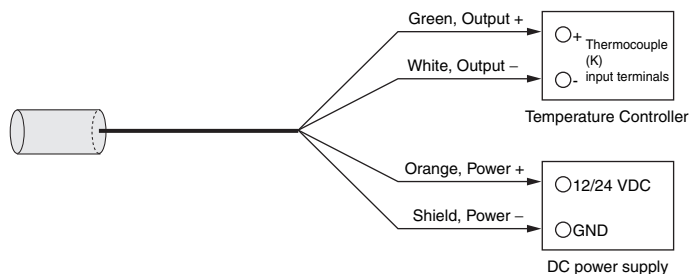 Green, Output +
White, Output –
+ Thermocouple
(K)
- input terminals
Temperature Controller
Orange, Power +
Shield, Power –
12/24 VDC
GND
DC power supply